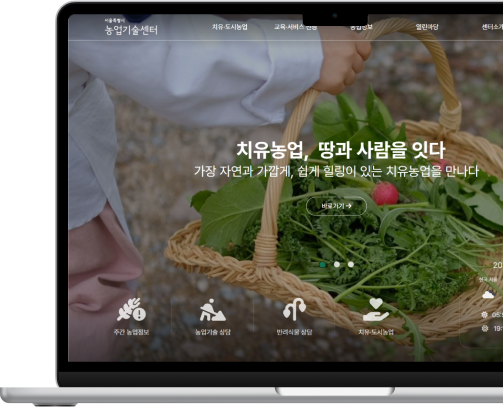 서울특별시
농업기술센터
치유·도시농업
교육·서비스 신청
농업정보
열린마당
센터소개
치유농업, 땅과 사람을 잇다
가장 자연과 가깝게, 쉽게 힐링이 있는 치유농업을 만나다
바로가기 →
20
05:
19:
주간 농업정보
농업기술 상담
반려식물 상담
치유·도시농업